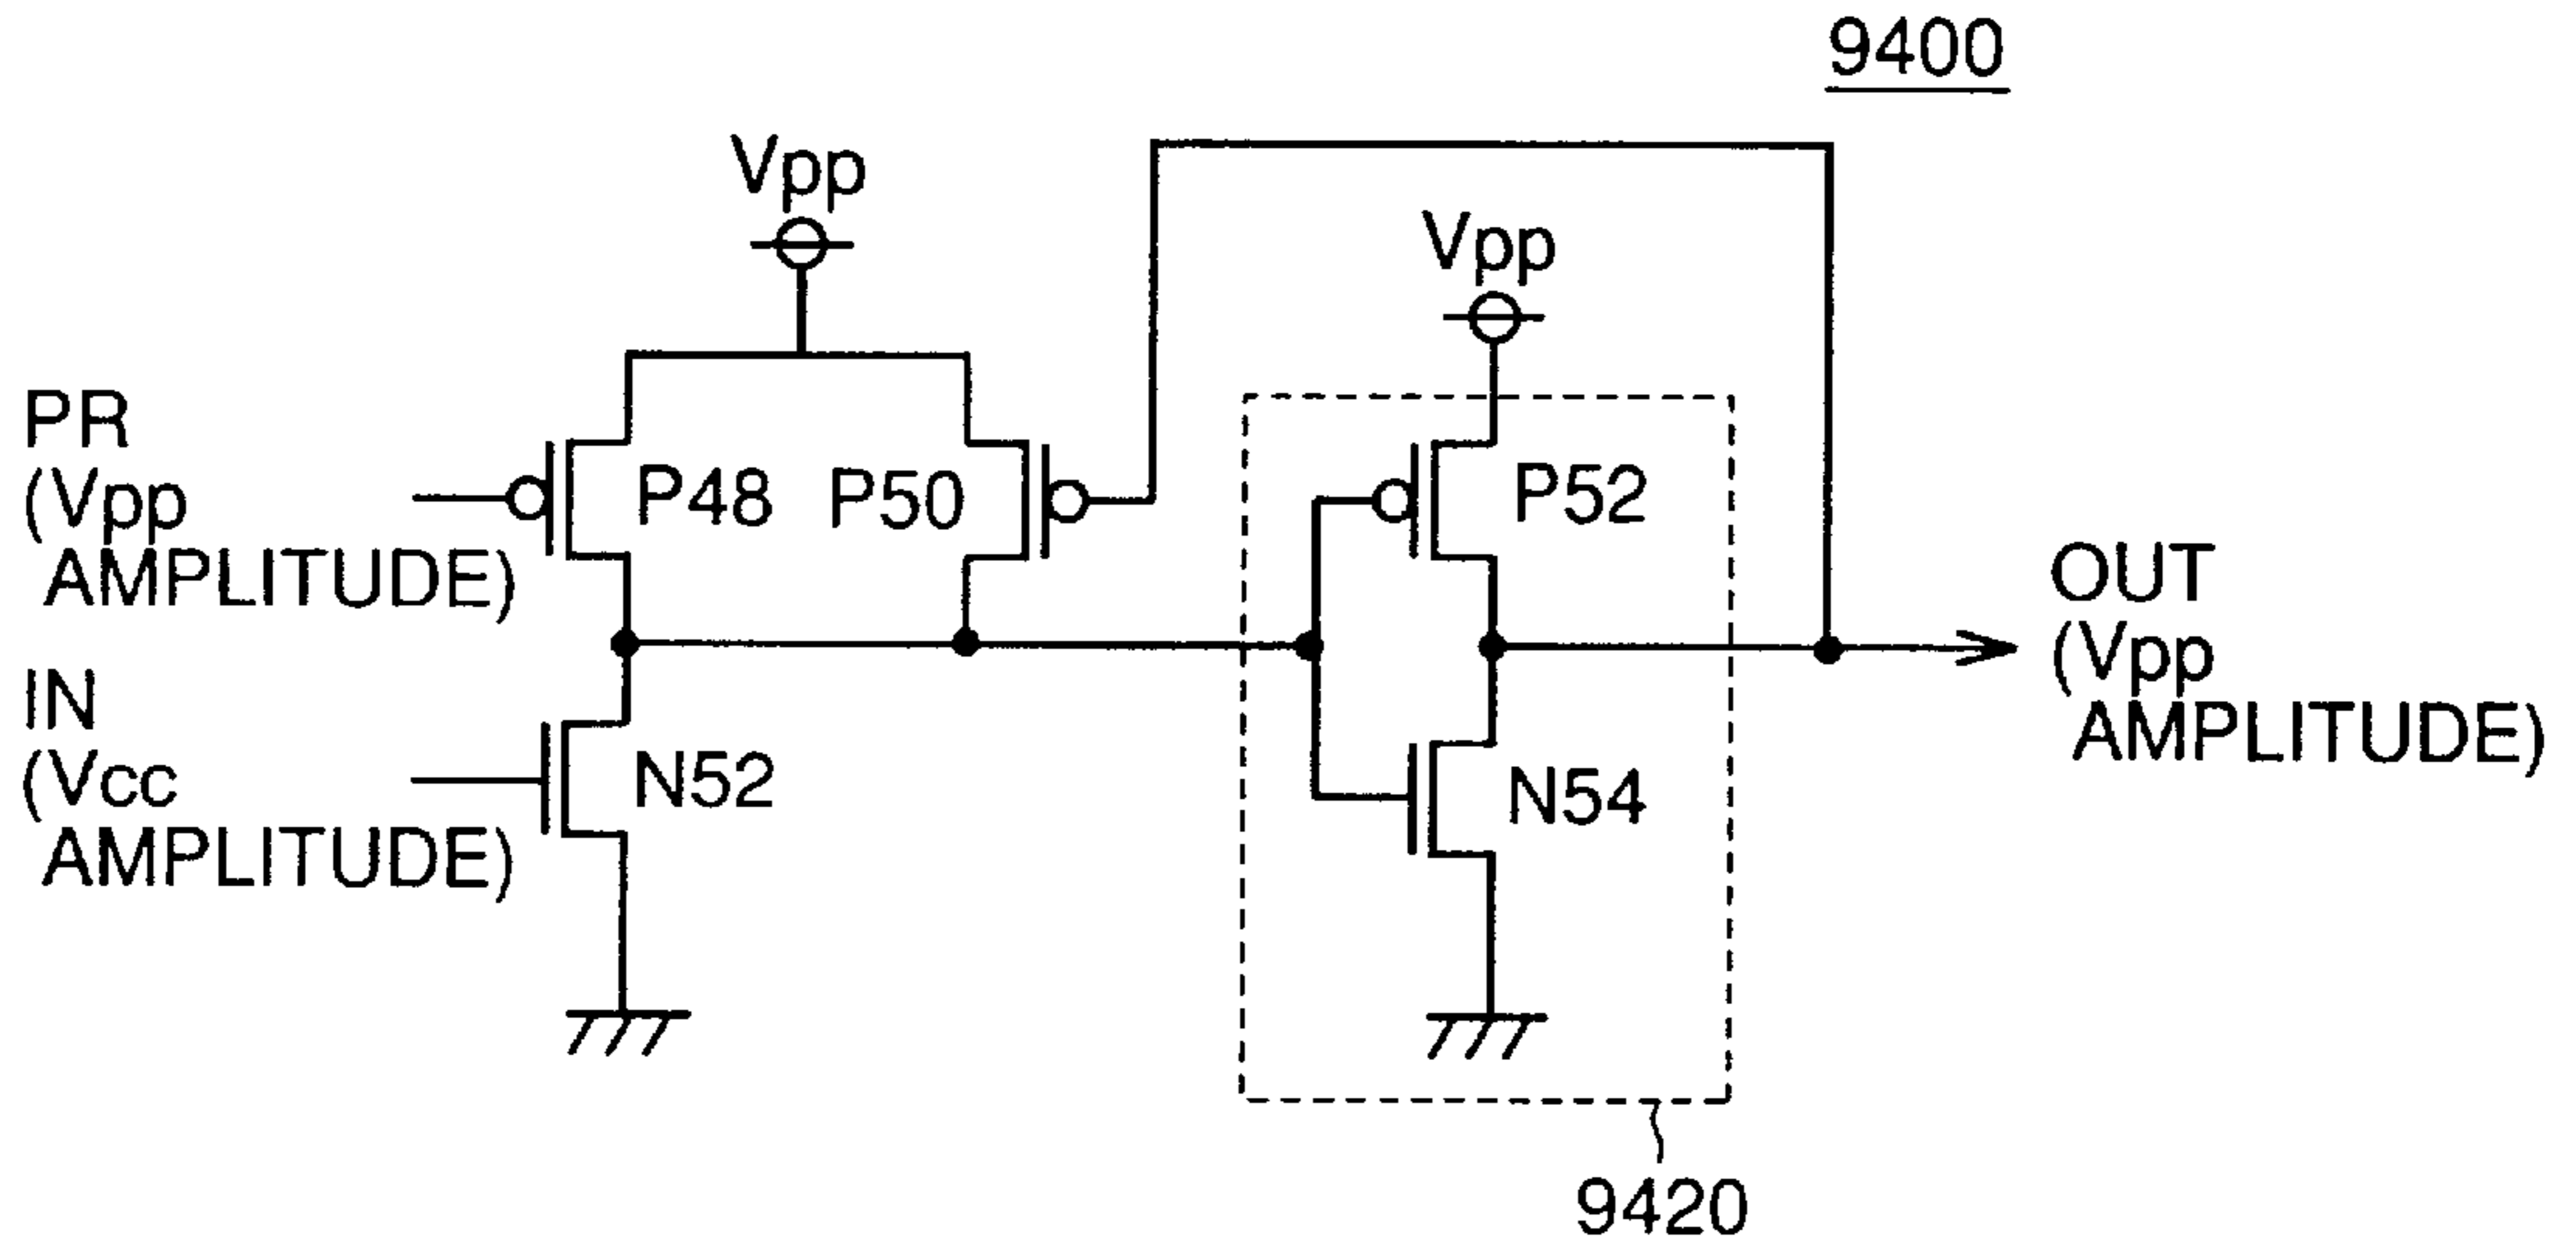 9400
Vpp
Vpp
PR
(Vpp
AMPLITUDE)
P48
P50
P52
OUT
(Vpp
AMPLITUDE)
IN
(Vcc
AMPLITUDE)
N52
N54
9420